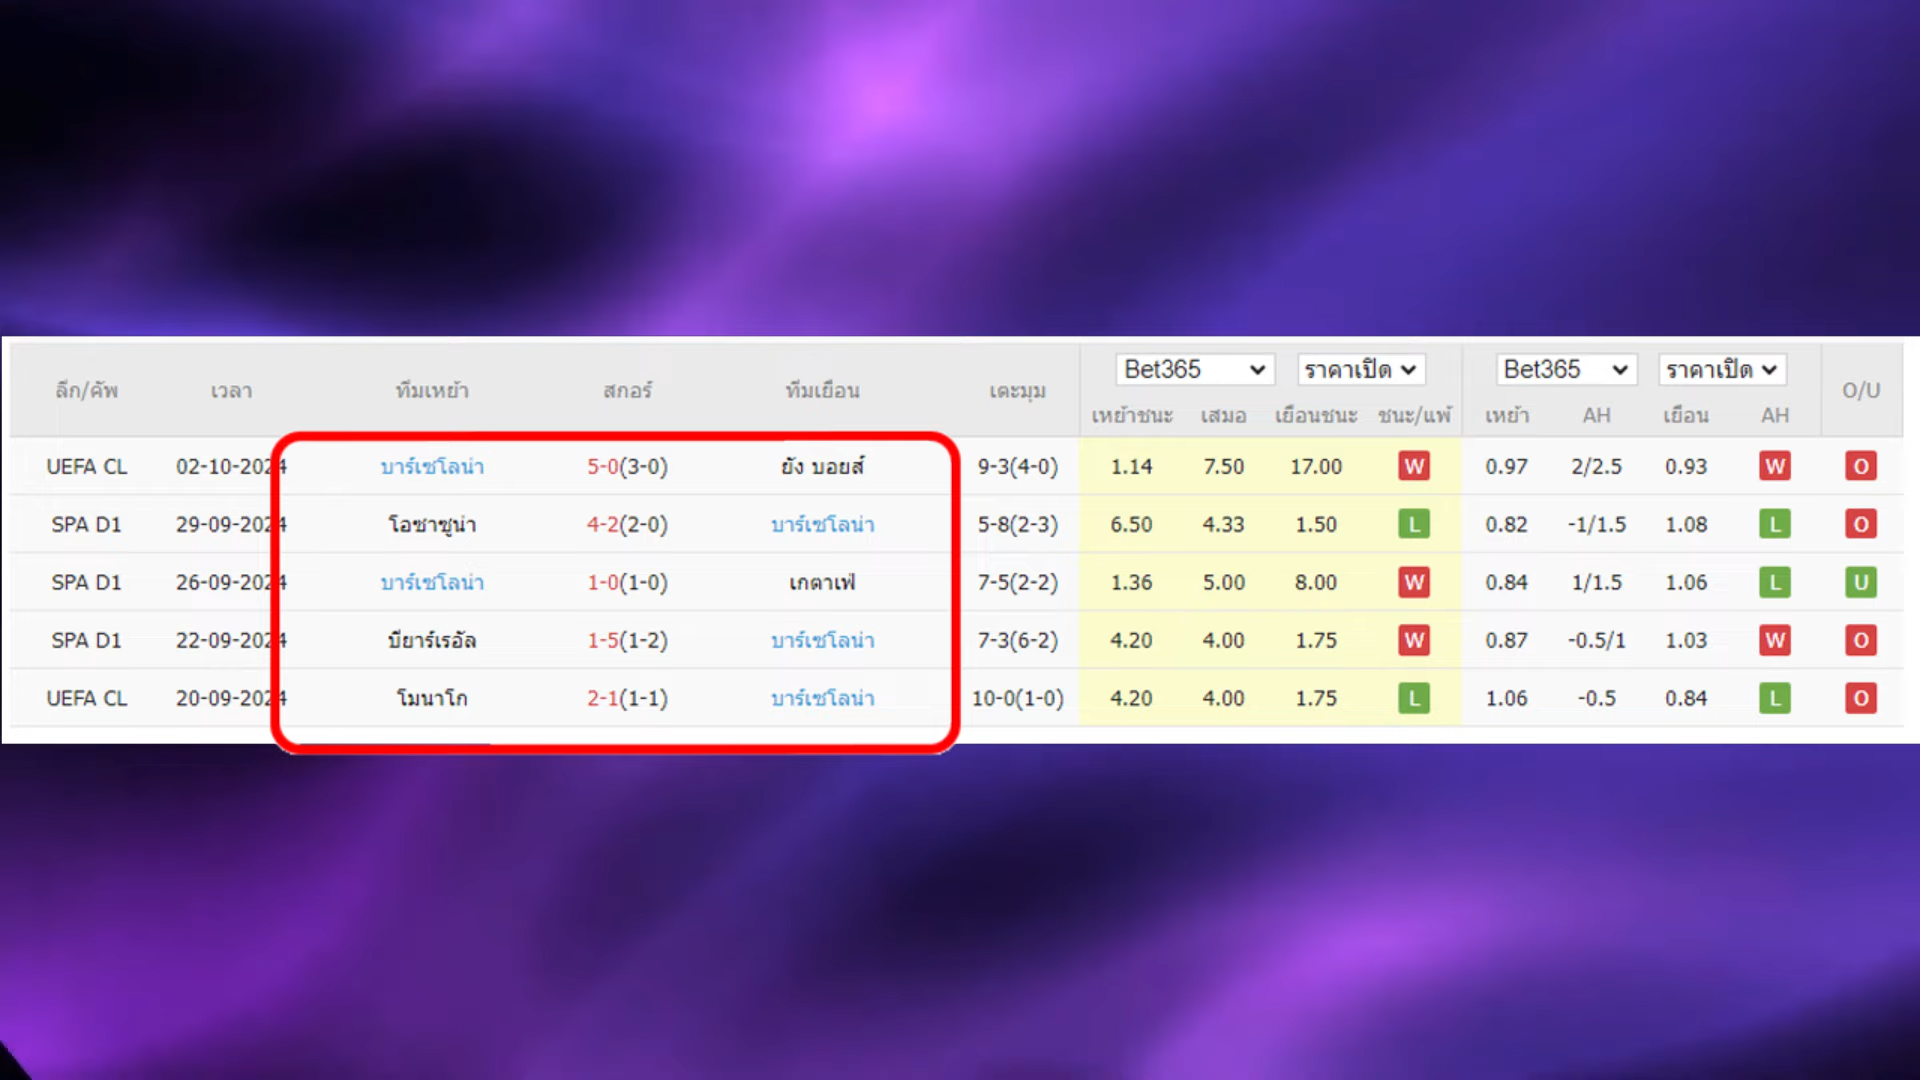 Bet365 ราคาเปิด Bet365 ราคาเปิด
ลีก/คัพ เวลา ทีมเหย้า สกอร์ ทีมเยือน เตะมุม เหย้าชนะ เสมอ เยือนชนะ ชนะ/แพ้ เหย้า AH เยือน AH O/U
UEFA CL 02-10-2024 บาร์เซโลน่า 5-0(3-0) ยัง บอยส์ 9-3(4-0) 1.14 7.50 17.00 W 0.97 2/2.5 0.93 W O
SPA D1 29-09-2024 โอซาซูน่า 4-2(2-0) บาร์เซโลน่า 5-8(2-3) 6.50 4.33 1.50 L 0.82 -1/1.5 1.08 L O
SPA D1 26-09-2024 บาร์เซโลน่า 1-0(1-0) เกตาเฟ่ 7-5(2-2) 1.36 5.00 8.00 W 0.84 1/1.5 1.06 L U
SPA D1 22-09-2024 บียาร์เรอัล 1-5(1-2) บาร์เซโลน่า 7-3(6-2) 4.20 4.00 1.75 W 0.87 -0.5/1 1.03 W O
UEFA CL 20-09-2024 โมนาโก 2-1(1-1) บาร์เซโลน่า 10-0(1-0) 4.20 4.00 1.75 L 1.06 -0.5 0.84 L O